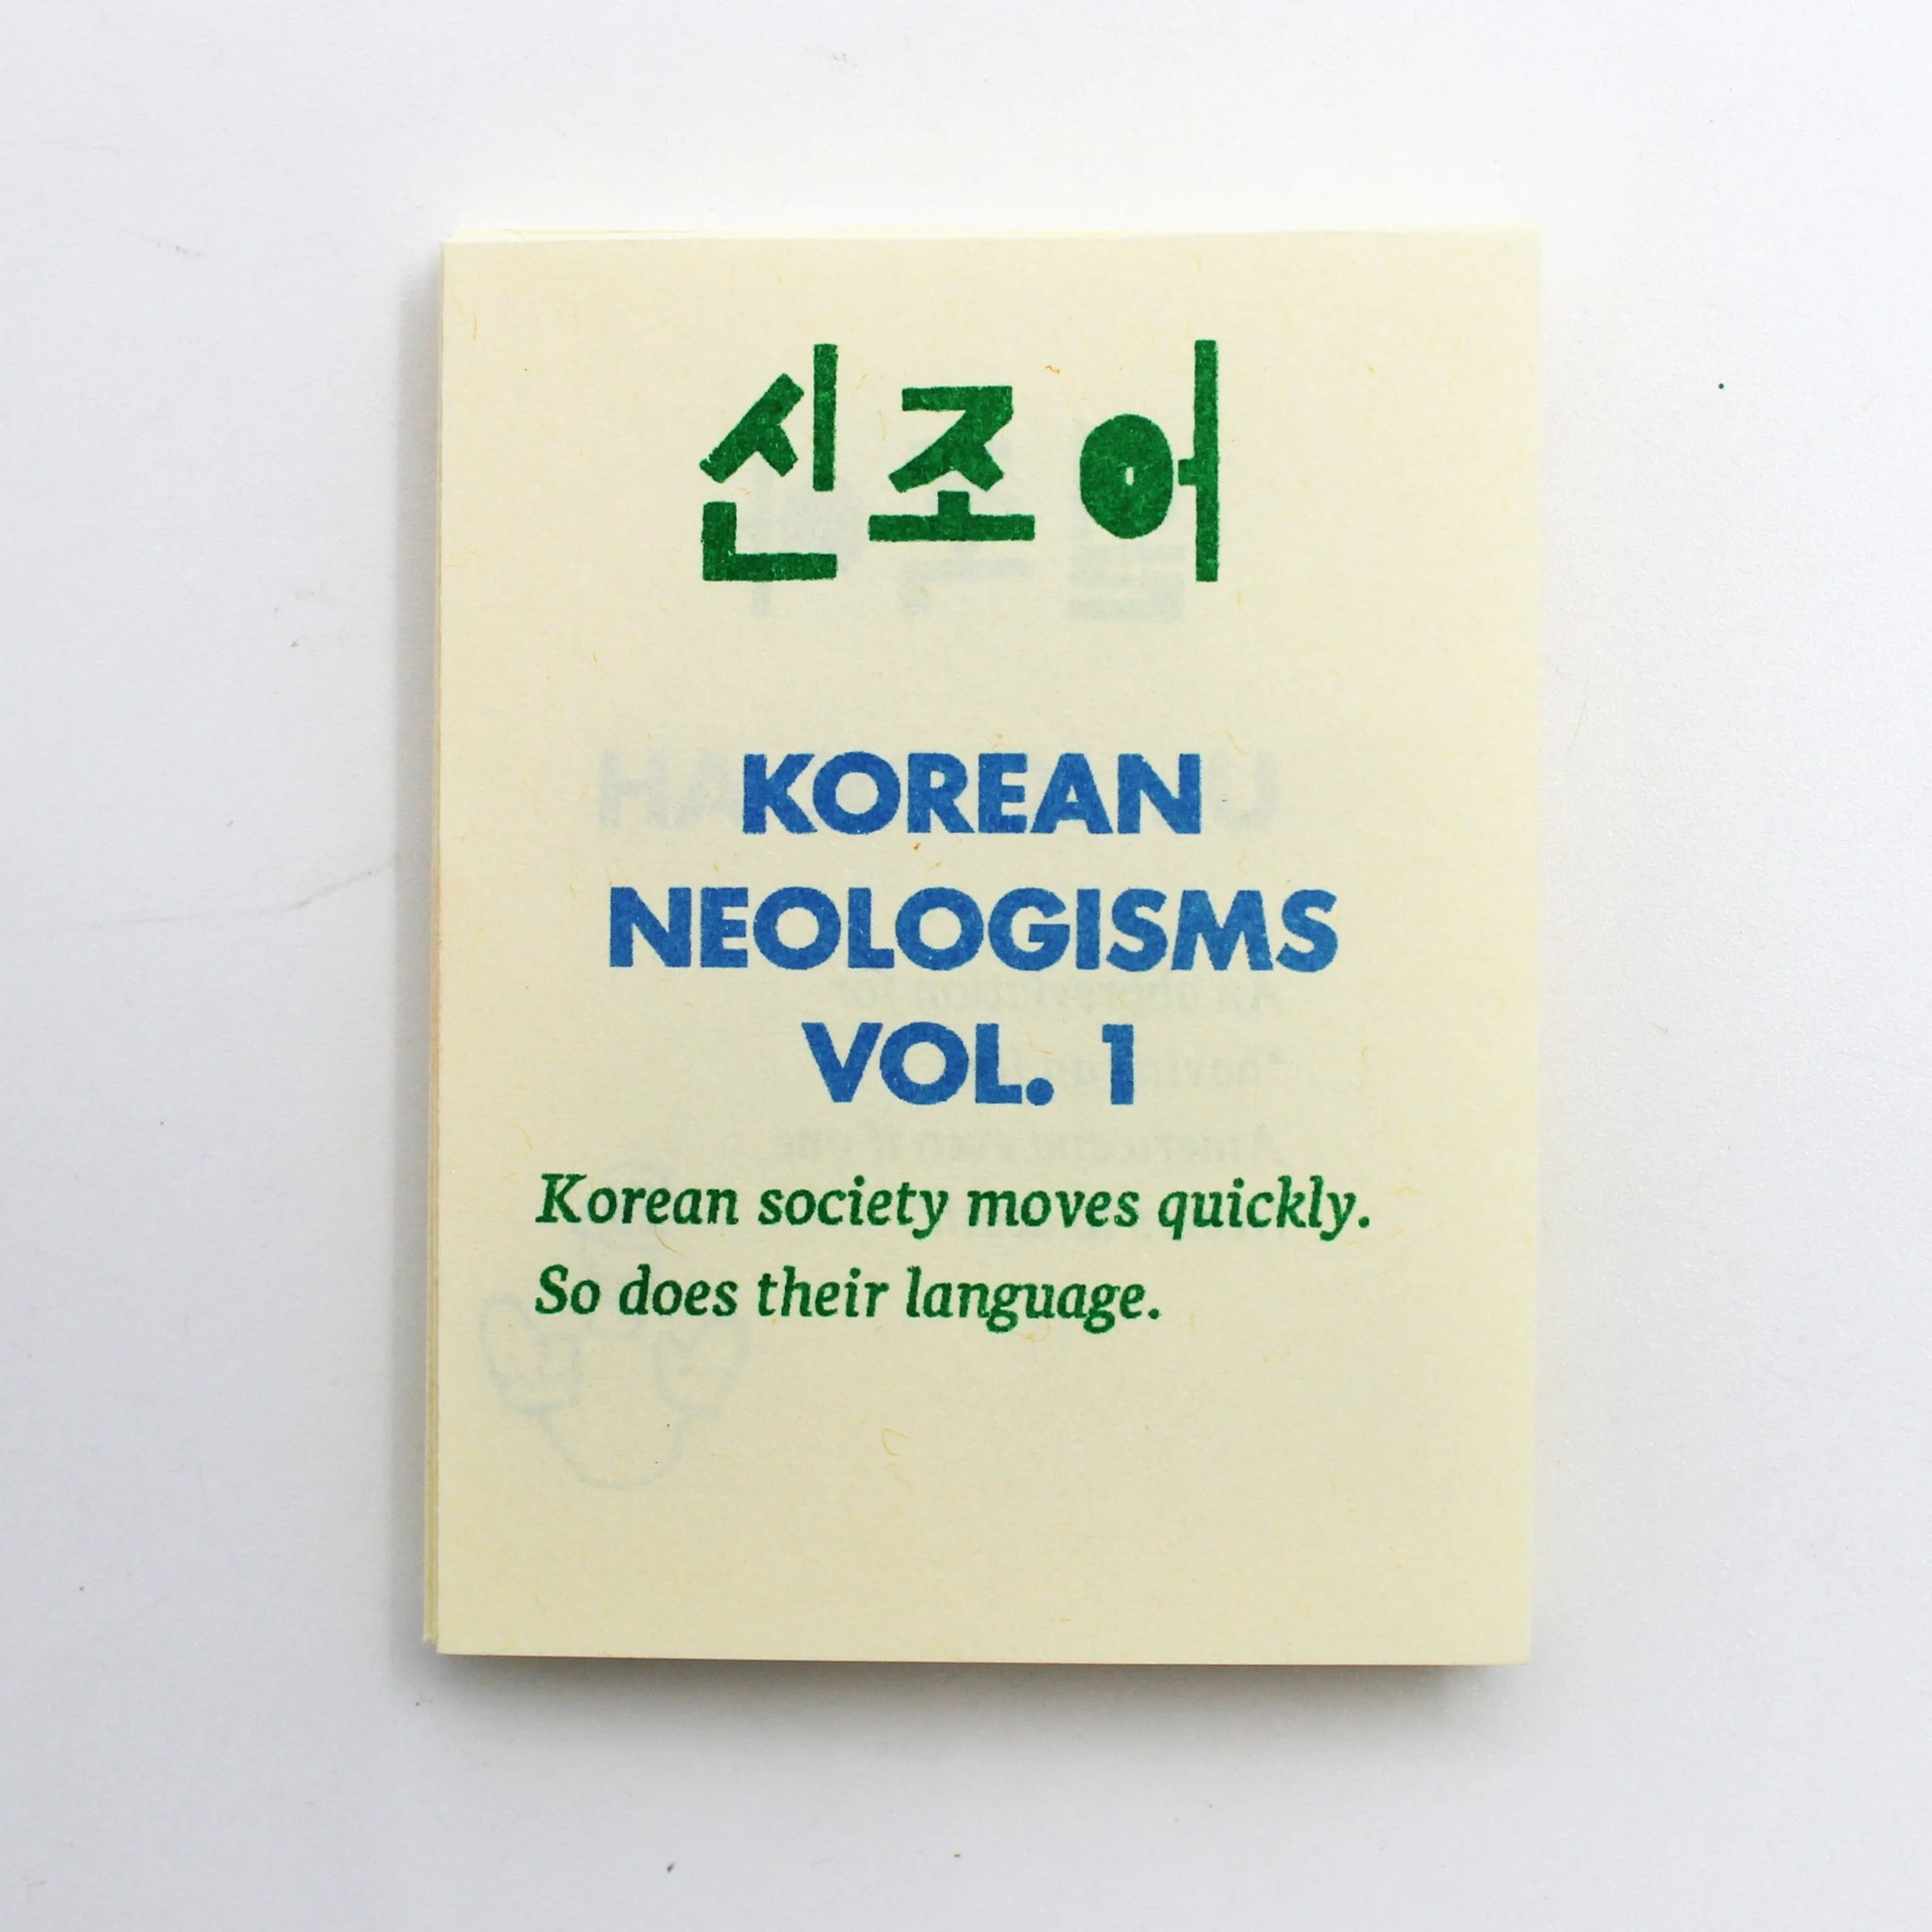 신조어
KOREAN
NEOLOGISMS
VOL. 1
Korean society moves quickly.
So does their language.